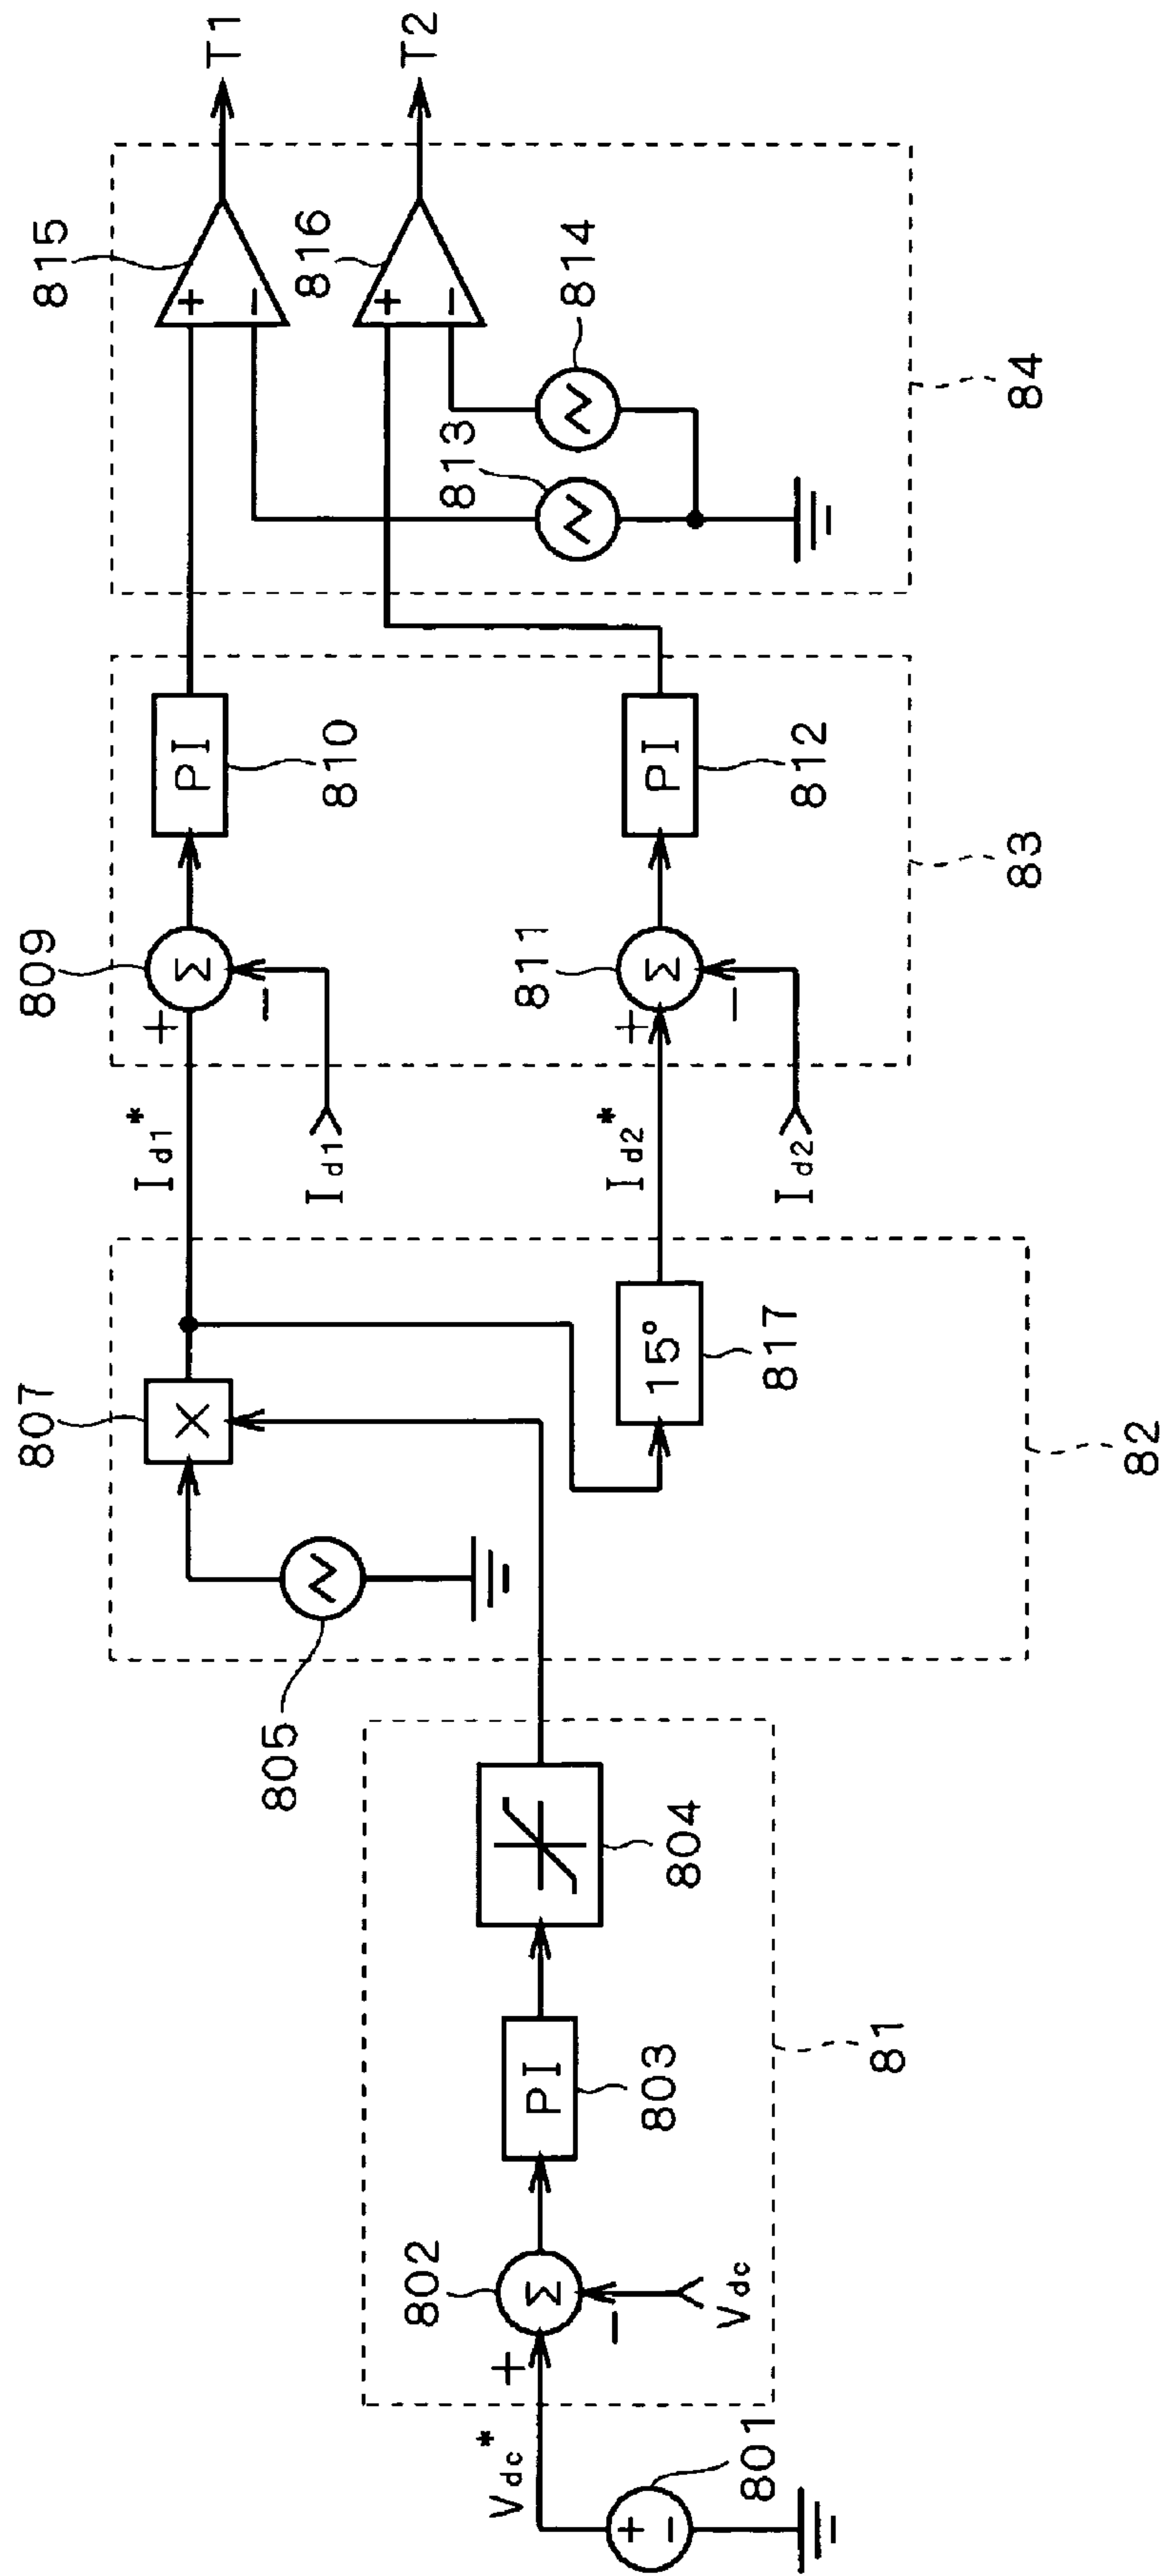 T1
T2
815
+
−
816
+
−
814
813
84
PI
810
PI
812
809
Σ
+
−
811
Σ
+
−
83
Id1*
Id1
Id2*
Id2
807
X
15°
817
805
82
804
PI
803
81
802
Σ
+
−
Vdc
Vdc*
+
−
801